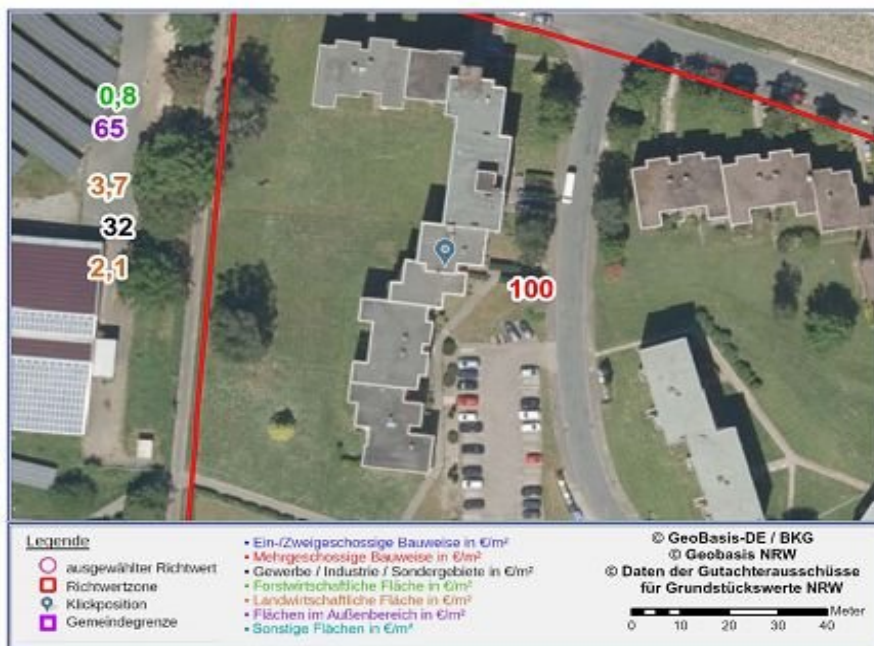 0,8
65
3,7
32
2,1
100
Legende
ausgewählter Richtwert
Richtwertzone
Klickposition
Gemeindegrenze
• Ein-/Zweigeschossige Bauweise in €/m²
• Mehrgeschossige Bauweise in €/m²
• Gewerbe / Industrie / Sondergebiete in €/m²
• Forstwirtschaftliche Fläche in €/m²
• Landwirtschaftliche Fläche in €/m²
• Flächen im Außenbereich in €/m²
• Sonstige Flächen in €/m²
© GeoBasis-DE / BKG
© Geobasis NRW
© Daten der Gutachterausschüsse
für Grundstückswerte NRW
Meter
0 10 20 30 40